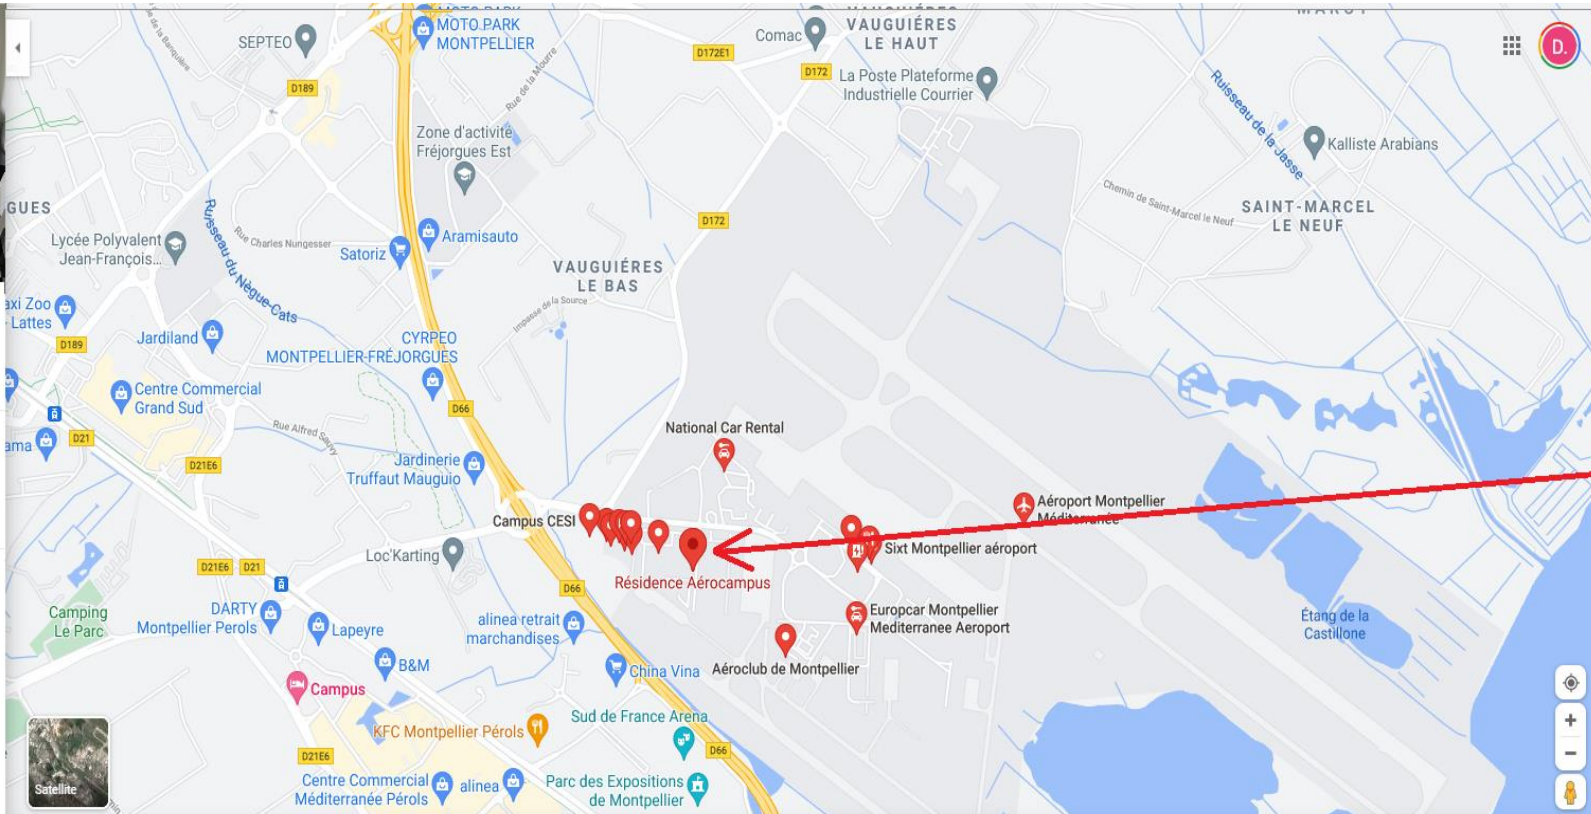 MOTO PARK
MONTPELLIER
SEPTEO
D189
D172E1
Comac
VAUGUIÉRES
LE HAUT
D172
La Poste Plateforme
Industrielle Courrier
D.
Rue de la Mourre
Zone d'activité
Fréjorgues Est
Ruisseau de la Jasse
Kalliste Arabians
Chemin de Saint-Marcel le Neuf
SAINT-MARCEL
LE NEUF
GUES
Ruisseau du Nègue-Cats
Rue Charles Nungesser
Lycée Polyvalent
Jean-François...
Aramisauto
Satoriz
D172
VAUGUIÉRES
LE BAS
Impasse de la Source
axi Zoo
Lattes
D189
Jardiland
CYRPEO
MONTPELLIER-FRÉJORGUES
Centre Commercial
Grand Sud
D66
Rue Alfred Sauvy
ama
D21
D21E6
Jardinerie
Truffaut Mauguio
National Car Rental
Campus CESI
Aéroport Montpellier
Méditerranée
Loc'Karting
Sixt Montpellier aéroport
Résidence Aérocampus
D21E6
D21
D66
Camping
Le Parc
DARTY
Montpellier Perols
Lapeyre
alinea retrait
marchandises
Europcar Montpellier
Mediterranee Aeroport
Étang de la
Castillone
B&M
China Vina
Aéroclub de Montpellier
Campus
KFC Montpellier Pérols
Sud de France Arena
D66
D21E6
Satellite
Centre Commercial
Méditerranée Pérols
alinea
Parc des Expositions
de Montpellier